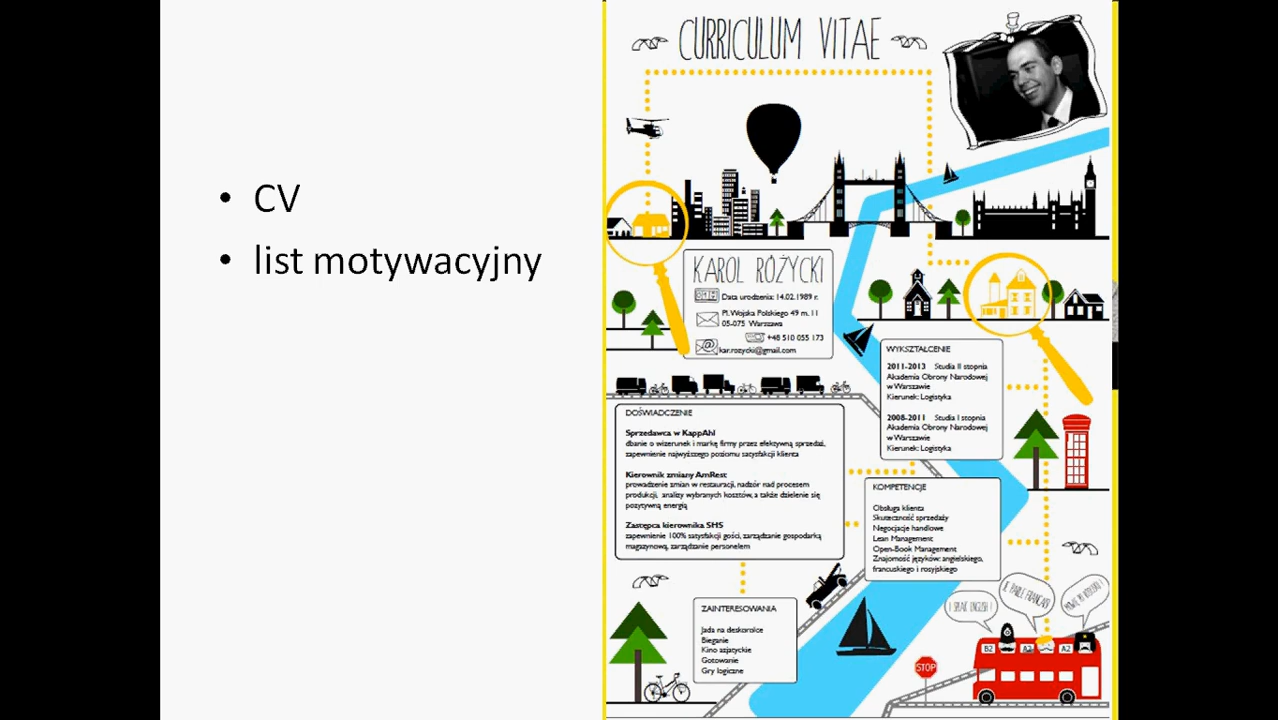 • CV
• list motywacyjny
CURRICULUM VITAE
KAROL RÓŻYCKI
Data urodzenia: 14.02.1989 r.
Pl. Wojska Polskiego 49 m. 11
05-075 Warszawa
+48 510 055 173
kar.rozycki@gmail.com
WYKSZTAŁCENIE
2011-2013 Studia II stopnia
Akademia Obrony Narodowej
w Warszawie
Kierunek: Logistyka
2008-2011 Studia I stopnia
Akademia Obrony Narodowej
w Warszawie
Kierunek: Logistyka
DOŚWIADCZENIE
Sprzedawca w KappAhl
dbanie o wizerunek i markę firmy przez efektywną sprzedaż,
zapewnienie najwyższego poziomu satysfakcji klienta
Kierownik zmiany AmRest
prowadzenie zmian w restauracji, nadzór nad procesem
produkcji, analizy wybranych kosztów, a także dzielenie się
pozytywną energią
Zastępca kierownika SHS
zapewnienie 100% satysfakcji gości, zarządzanie gospodarką
magazynową, zarządzanie personelem
KOMPETENCJE
Obsługa klienta
Skuteczność sprzedaży
Negocjacje handlowe
Lean Management
Open-Book Management
Znajomość języków: angielskiego,
francuskiego i rosyjskiego
ZAINTERESOWANIA
Jazda na deskorolce
Bieganie
Kino azjatyckie
Gotowanie
Gry logiczne
I SPEAK ENGLISH!
JE PARLE FRANÇAIS!
B2 A2 A2
STOP